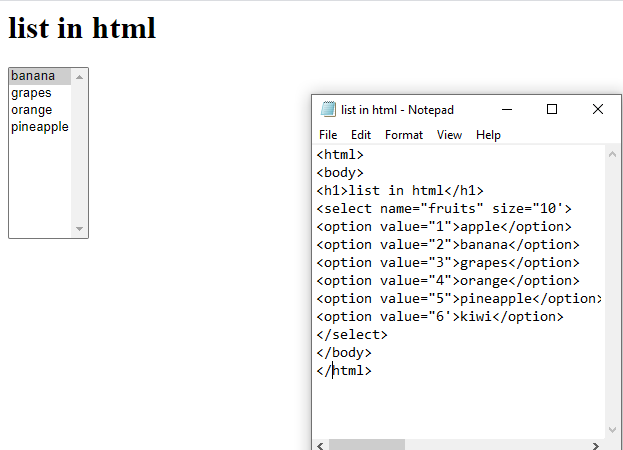 list in html
banana
grapes
orange
pineapple
list in html - Notepad
File Edit Format View Help
<html>
<body>
<h1>list in html</h1>
<select name="fruits" size="10'>
<option value="1">apple</option>
<option value="2">banana</option>
<option value="3">grapes</option>
<option value="4">orange</option>
<option value="5">pineapple</option>
<option value="6'>kiwi</option>
</select>
</body>
</html>